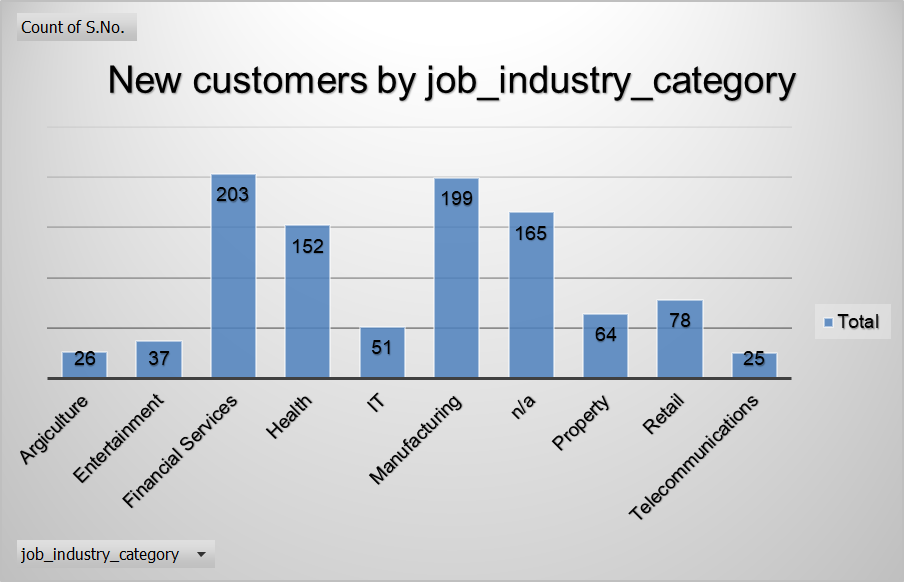 Count of S.No.
New customers by job_industry_category
203
199
165
152
78
64
51
37
26
25
Total
Argiculture
Entertainment
Financial Services
Health
IT
Manufacturing
n/a
Property
Retail
Telecommunications
job_industry_category